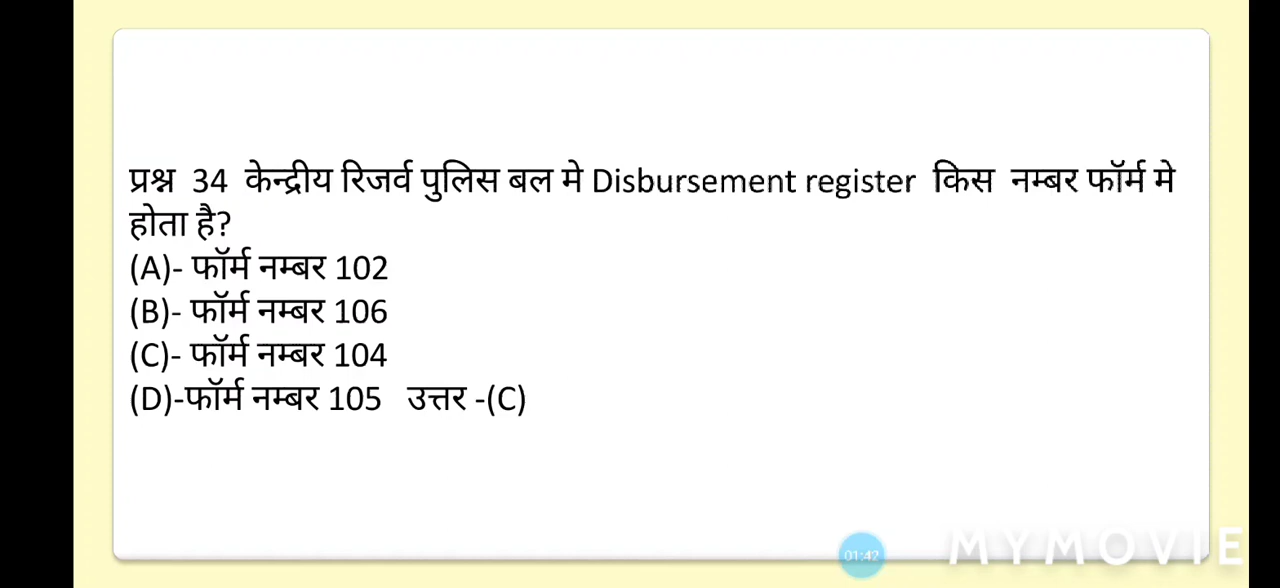 प्रश्न 34 केन्द्रीय रिजर्व पुलिस बल मे Disbursement register किस नम्बर फॉर्म मे
होता है?
(A)- फॉर्म नम्बर 102
(B)- फॉर्म नम्बर 106
(C)- फॉर्म नम्बर 104
(D)-फॉर्म नम्बर 105 उत्तर -(C)
01:42
MYMOVIE